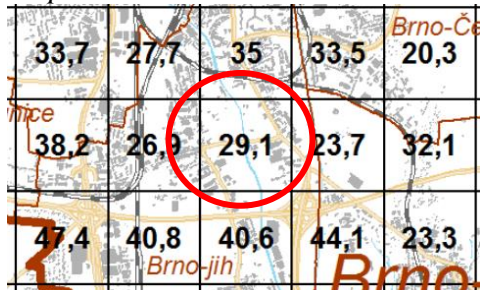 Brno-Če
33,7 27,7 35 33,5 20,3
nice
38,2 26,9 29,1 23,7 32,1
47,4 40,8 40,6 44,1 23,3
Brno-jih
Brno-